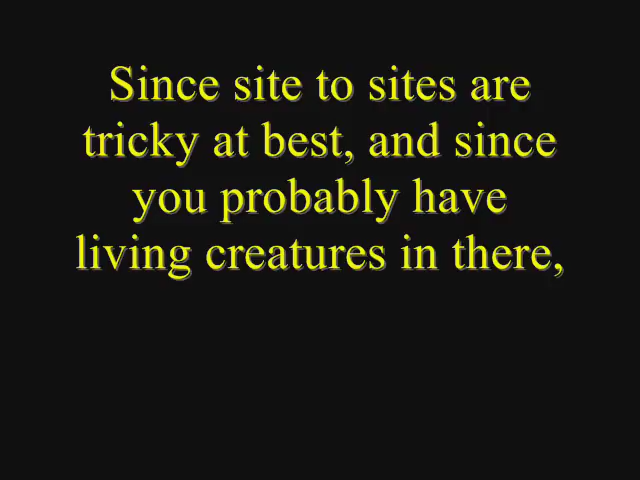 Since site to sites are
tricky at best, and since
you probably have
living creatures in there,